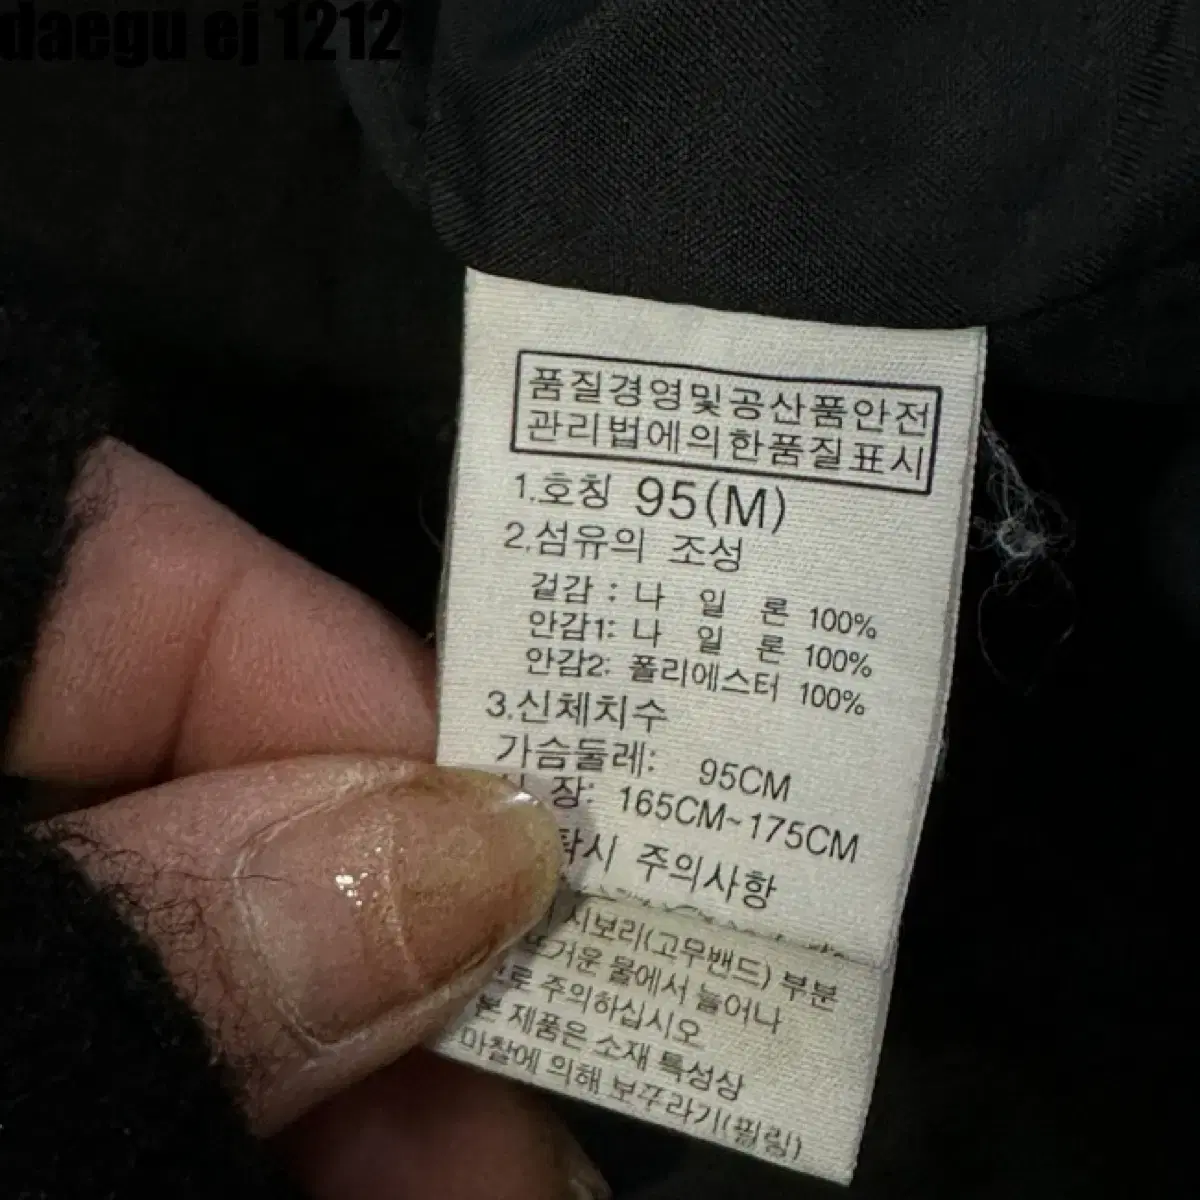 daegu ej 1212
품질경영및공산품안전
관리법에의한품질표시
1.호칭 95(M)
2.섬유의 조성
겉감 : 나 일 론 100%
안감1: 나 일 론 100%
안감2: 폴리에스터 100%
3.신체치수
가슴둘레: 95CM
장: 165CM~175CM
주의사항
시보리(고무밴드) 부분
뜨거운 물에서 늘어나
주의하십시오
본 제품은 소재 특성상
마찰에 의해 보푸라기(필링)